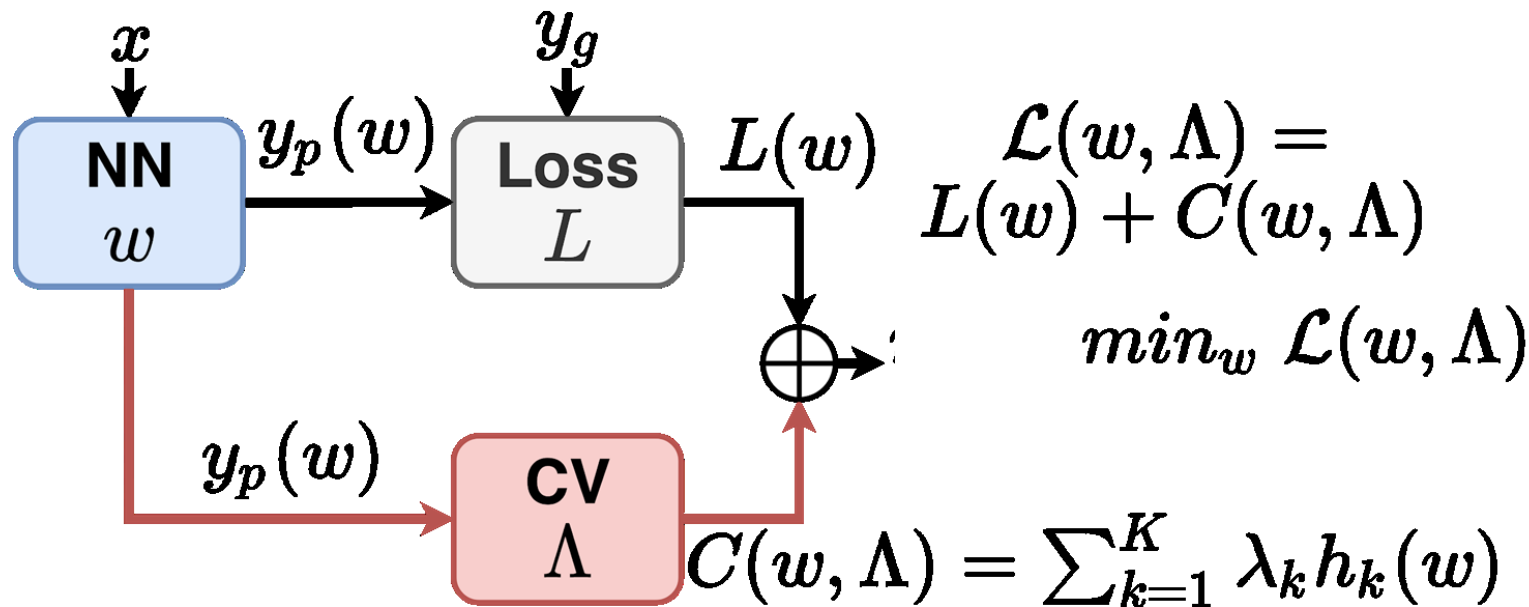 x
y_g
NN
w
y_p(w)
Loss
L
L(w)
ℒ(w, Λ) =
L(w) + C(w, Λ)
min_w ℒ(w, Λ)
y_p(w)
CV
Λ
C(w, Λ) = ∑_{k=1}^{K} λ_k h_k(w)